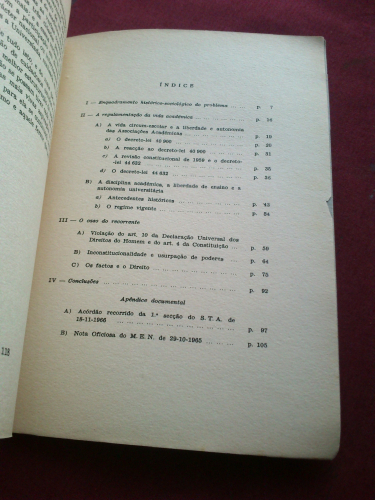 ÍNDICE
I — Enquadramento histórico-sociológico do problema ... ... p. 7
II — A regulamentação da vida académica ... ... ... p. 18
A) A vida circum-escolar e a liberdade e autonomia
das Associações Académicas ... ... ... p. 19
a) O decreto-lei 40 900 ... ... ... p. 20
b) A reacção ao decreto-lei 40 900 ... ... p. 31
c) A revisão constitucional de 1959 e o decreto-
-lei 44 632 ... ... ... p. 35
d) O decreto-lei 44 632 ... ... ... p. 36
B) A disciplina académica, a liberdade de ensino e a
autonomia universitária
a) Antecedentes históricos ... ... ... p. 43
b) O regime vigente ... ... ... p. 54
III — O caso do recorrente
A) Violação do art. 10 da Declaração Universal dos
Direitos do Homem e do art. 4 da Constituição ... p. 59
B) Inconstitucionalidade e usurpação de poderes p. 64
C) Os factos e o Direito ... ... ... p. 75
IV — Conclusões ... ... ... p. 92
Apêndice documental
A) Acórdão recorrido da 1.ª secção do S. T. A. de
18-11-1966 ... ... ... p. 97
B) Nota Oficiosa do M. E. N. de 29-10-1965 ... p. 105
118